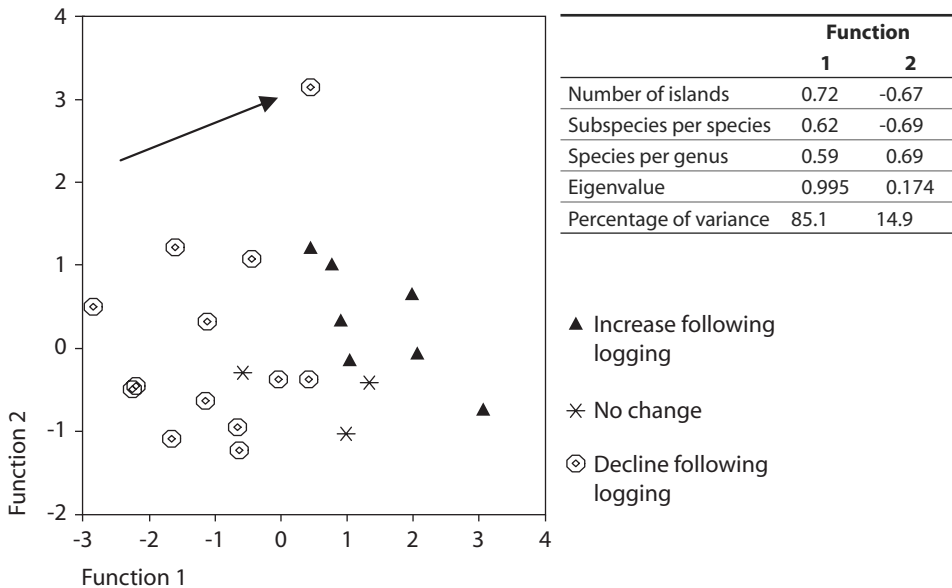 4
3
2
1
0
-1
-2
Function 2
-3 -2 -1 0 1 2 3 4
Function 1
Function
1 2
Number of islands 0.72 -0.67
Subspecies per species 0.62 -0.69
Species per genus 0.59 0.69
Eigenvalue 0.995 0.174
Percentage of variance 85.1 14.9
Increase following
logging
No change
Decline following
logging